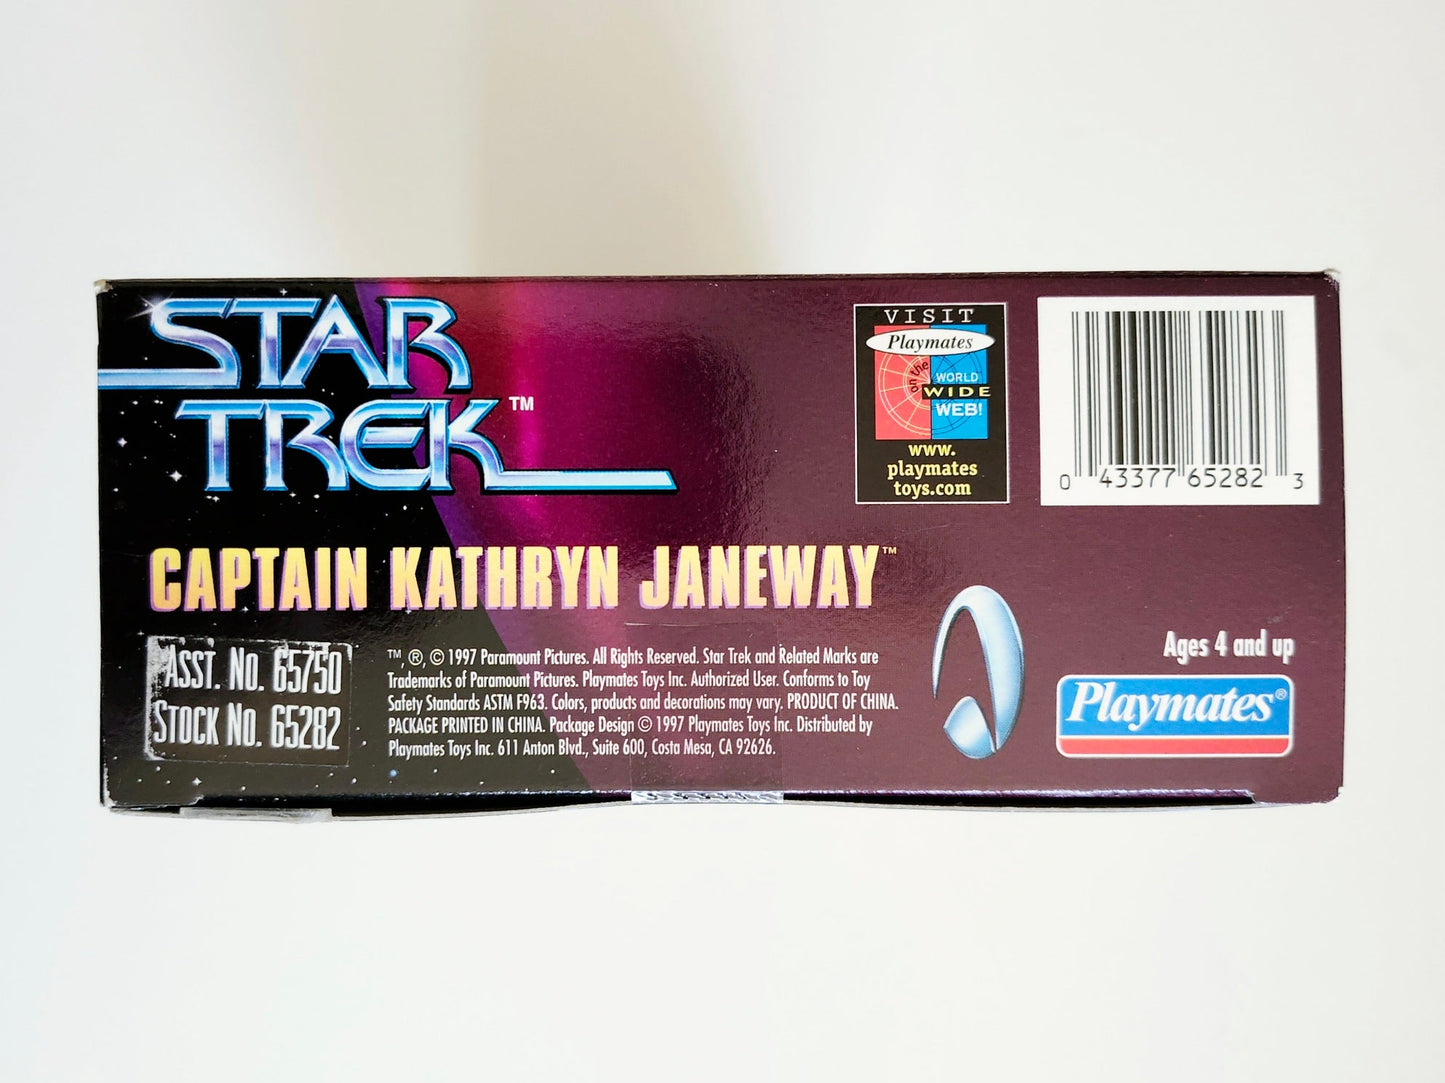 STAR
TREK™
CAPTAIN KATHRYN JANEWAY™
ASST. NO. 65750
STOCK NO. 65282
™, ®, © 1997 Paramount Pictures. All Rights Reserved. Star Trek and Related Marks are
Trademarks of Paramount Pictures. Playmates Toys Inc. Authorized User. Conforms to Toy
Safety Standards ASTM F963. Colors, products and decorations may vary. PRODUCT OF CHINA.
PACKAGE PRINTED IN CHINA. Package Design © 1997 Playmates Toys Inc. Distributed by
Playmates Toys Inc. 611 Anton Blvd., Suite 600, Costa Mesa, CA 92626.
VISIT
Playmates
on the
WORLD
WIDE
WEB!
www.
playmates
toys.com
0 43377 65282 3
Ages 4 and up
Playmates®